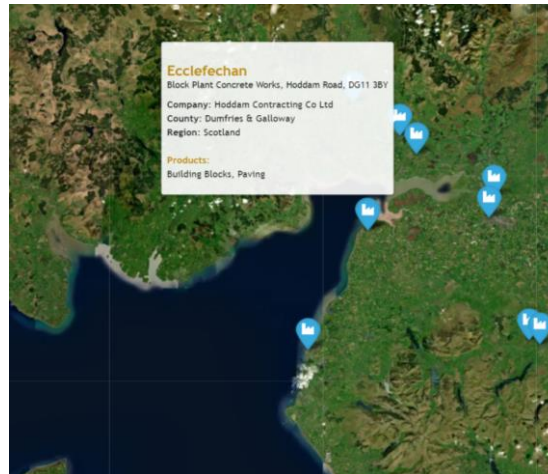 Ecclefechan
Block Plant Concrete Works, Hoddam Road, DG11 3BY
Company: Hoddam Contracting Co Ltd
County: Dumfries & Galloway
Region: Scotland
Products:
Building Blocks, Paving